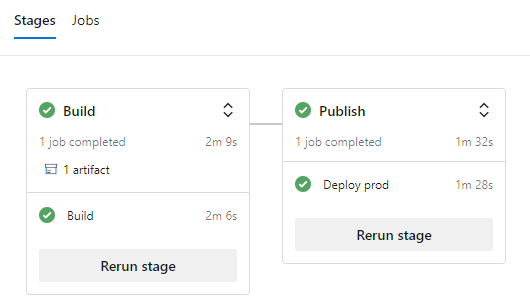 Stages Jobs
Build
1 job completed 2m 9s
1 artifact
Build 2m 6s
Rerun stage
Publish
1 job completed 1m 32s
Deploy prod 1m 28s
Rerun stage